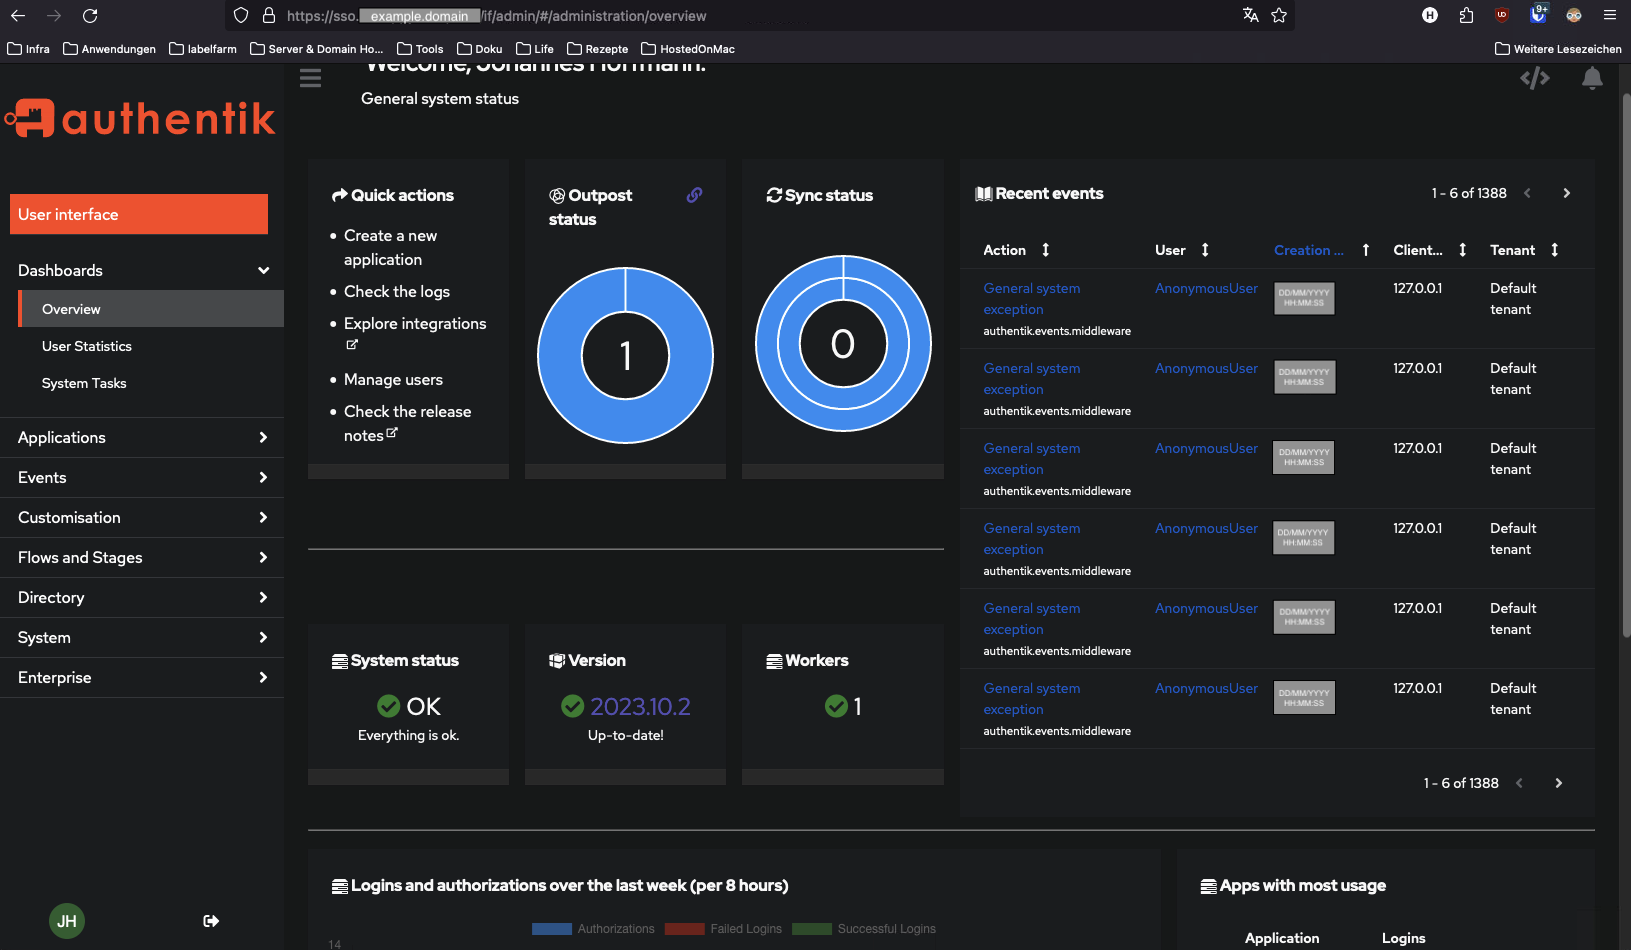 https://sso. example.domain /if/admin/#/administration/overview
9+
Infra
Anwendungen
labelfarm
Server & Domain Ho...
Tools
Doku
Life
Rezepte
HostedOnMac
Weitere Lesezeichen
authentik
User interface
Dashboards
Overview
User Statistics
System Tasks
Applications
Events
Customisation
Flows and Stages
Directory
System
Enterprise
JH
Welcome, Johannes Hoffmann.
General system status
Quick actions
Create a new
application
Check the logs
Explore integrations
Manage users
Check the release
notes
Outpost
status
1
Sync status
0
System status
OK
Everything is ok.
Version
2023.10.2
Up-to-date!
Workers
1
Recent events
1 - 6 of 1388
Action User Creation ... Client... Tenant
General system AnonymousUser DD/MM/YYYY 127.0.0.1 Default
exception HH:MM:SS tenant
authentik.events.middleware
General system AnonymousUser DD/MM/YYYY 127.0.0.1 Default
exception HH:MM:SS tenant
authentik.events.middleware
General system AnonymousUser DD/MM/YYYY 127.0.0.1 Default
exception HH:MM:SS tenant
authentik.events.middleware
General system AnonymousUser DD/MM/YYYY 127.0.0.1 Default
exception HH:MM:SS tenant
authentik.events.middleware
General system AnonymousUser DD/MM/YYYY 127.0.0.1 Default
exception HH:MM:SS tenant
authentik.events.middleware
General system AnonymousUser DD/MM/YYYY 127.0.0.1 Default
exception HH:MM:SS tenant
authentik.events.middleware
1 - 6 of 1388
Logins and authorizations over the last week (per 8 hours)
Authorizations Failed Logins Successful Logins
14
Apps with most usage
Application Logins